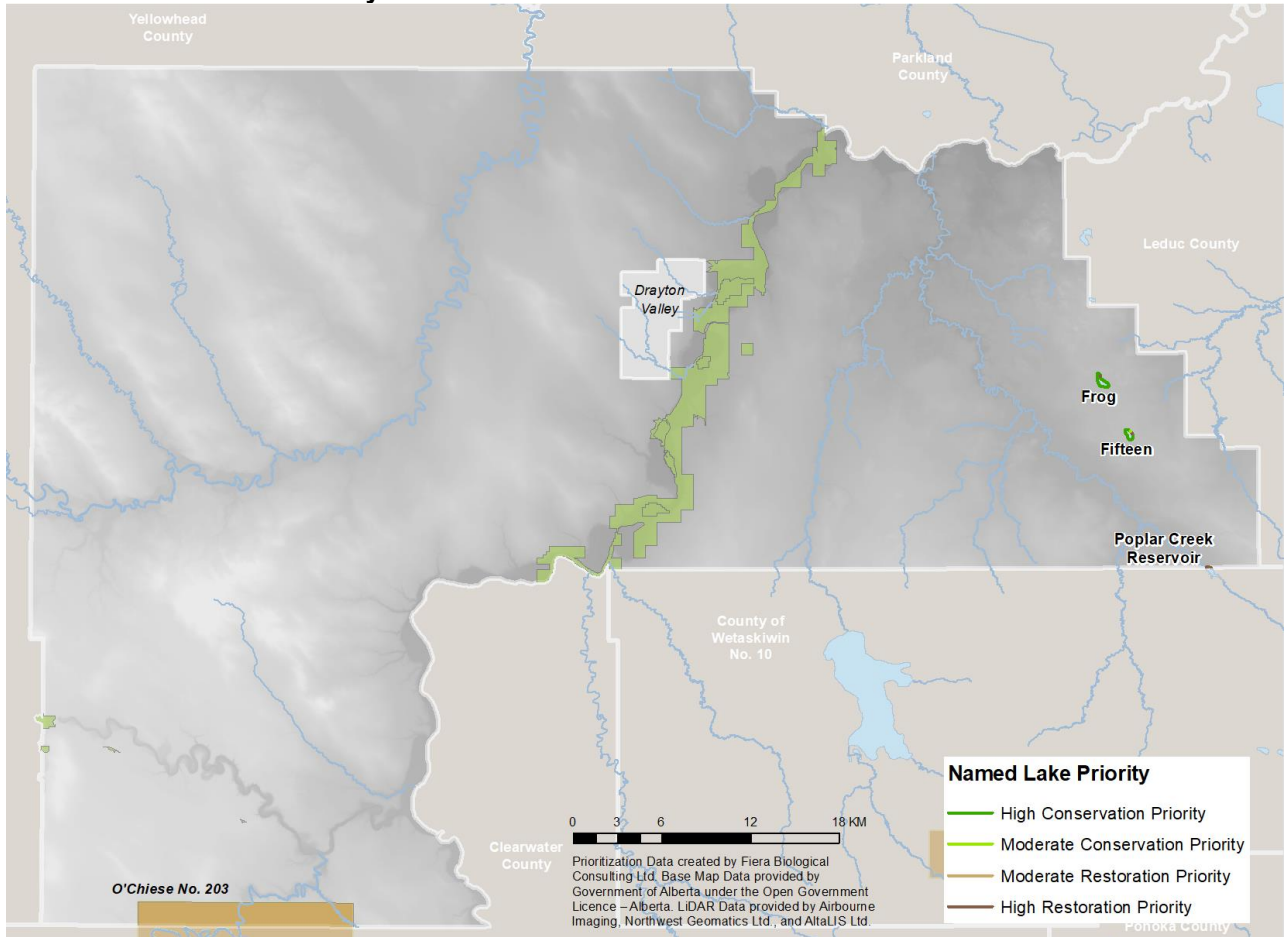 Yellowhead
County
Parkland
County
Leduc County
Drayton
Valley
Frog
Fifteen
Poplar Creek
Reservoir
County of
Wetaskiwin
No. 10
Named Lake Priority
High Conservation Priority
Moderate Conservation Priority
Moderate Restoration Priority
High Restoration Priority
0 3 6 12 18 KM
Clearwater
County
Prioritization Data created by Fiera Biological
Consulting Ltd. Base Map Data provided by
Government of Alberta under the Open Government
Licence – Alberta. LiDAR Data provided by Airbourne
Imaging, Northwest Geomatics Ltd., and AltaLIS Ltd.
O'Chiese No. 203
Ponoka County